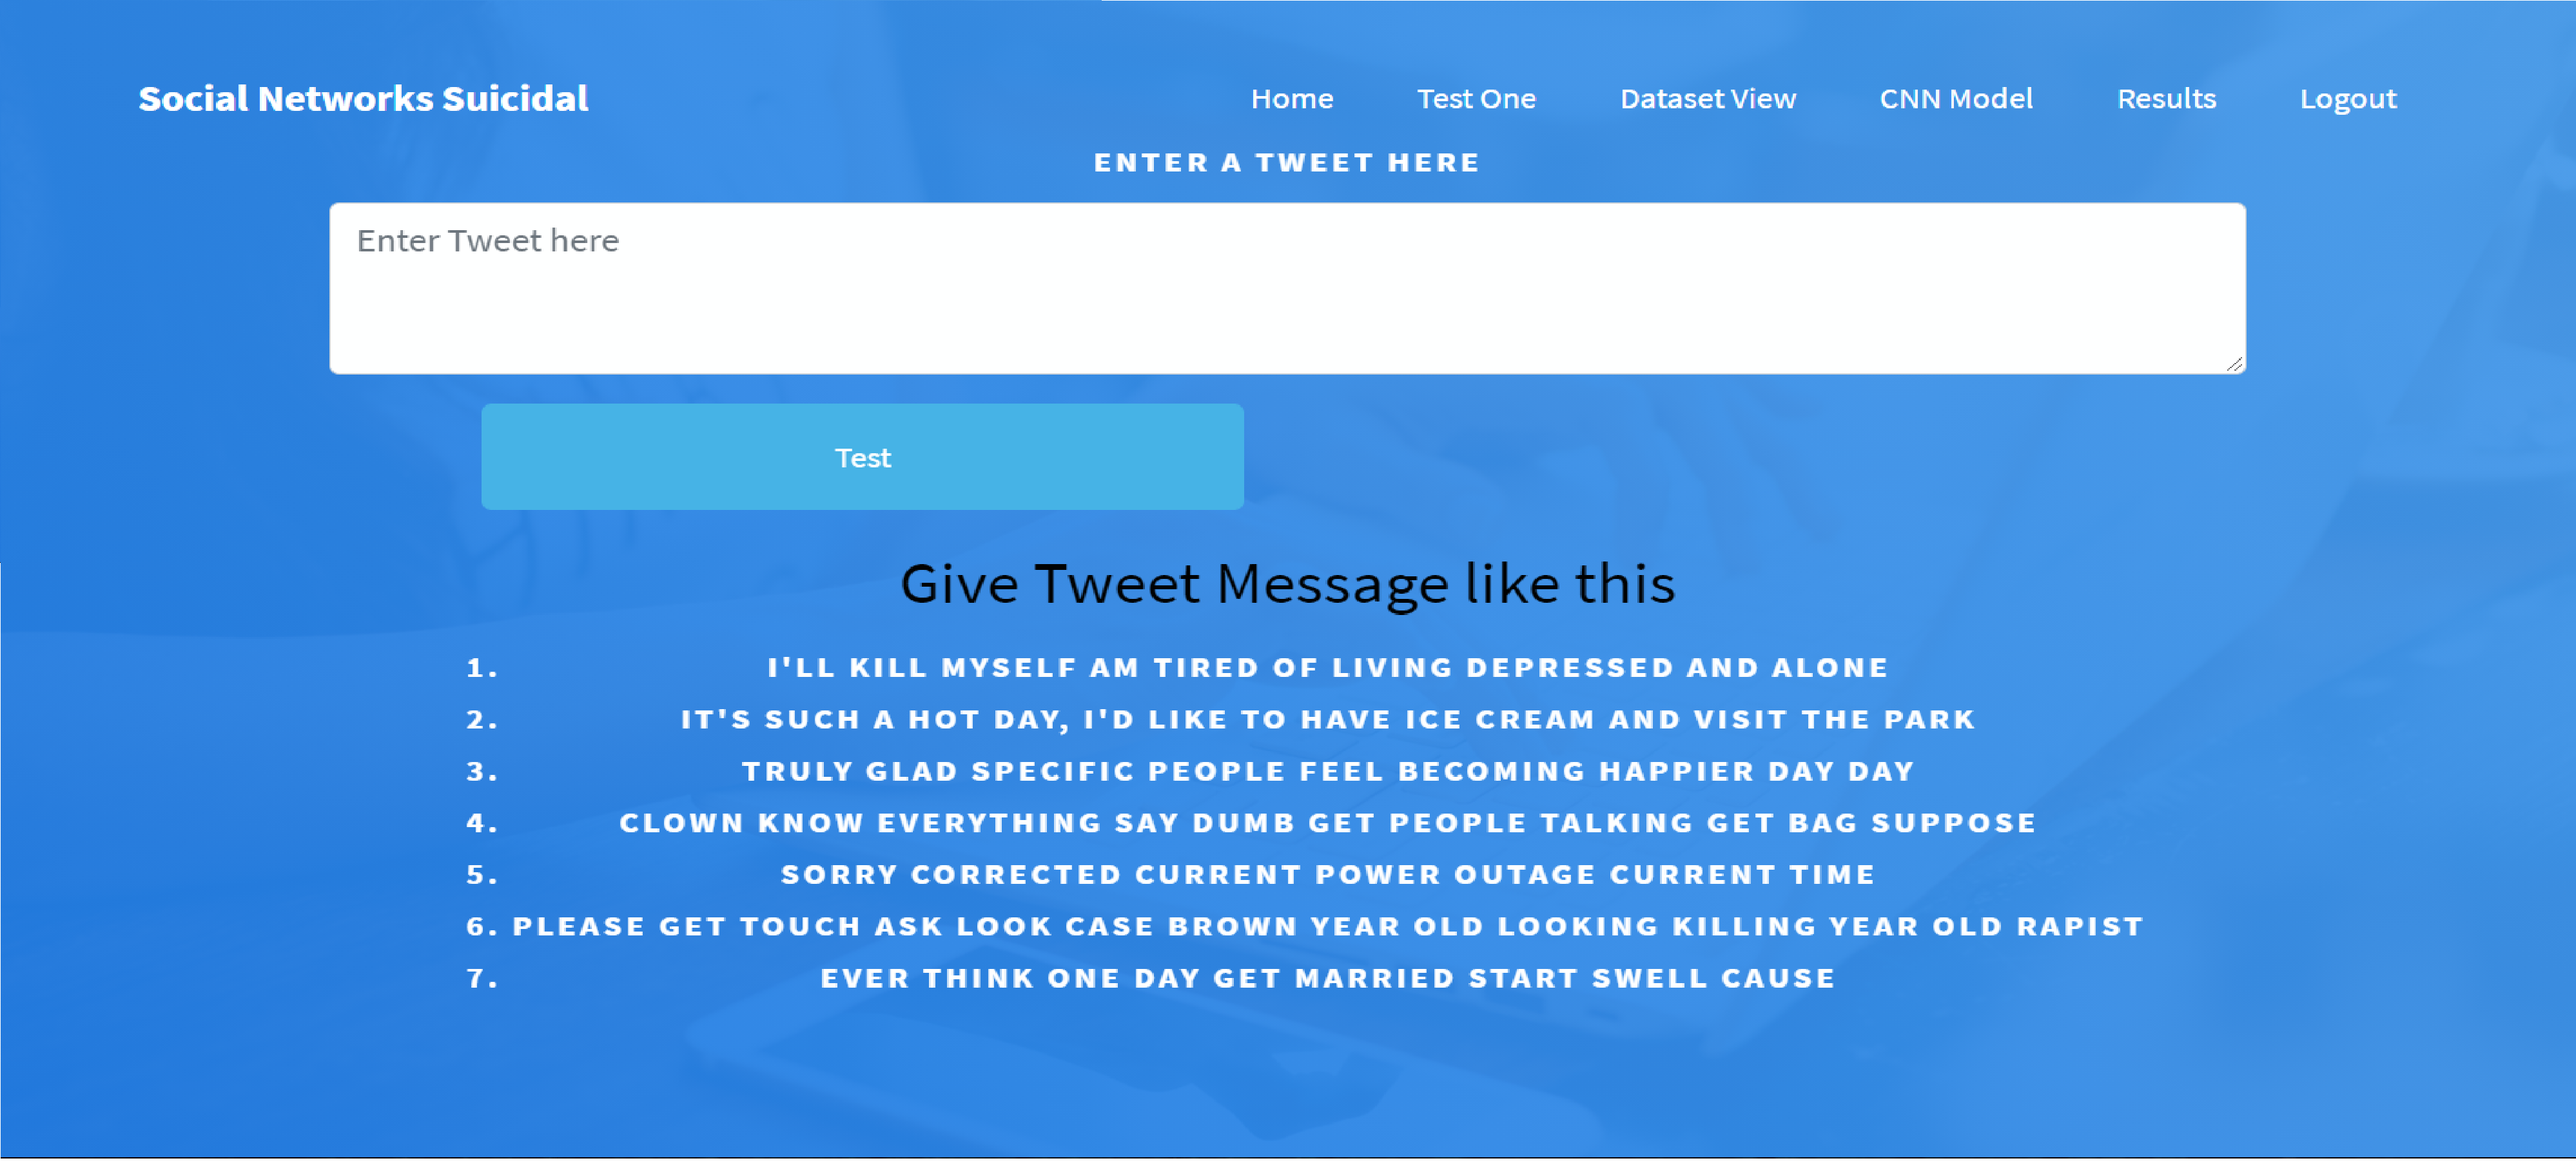 Social Networks Suicidal Home Test One Dataset View CNN Model Results Logout
ENTER A TWEET HERE
Enter Tweet here
Test
Give Tweet Message like this
1. I'LL KILL MYSELF AM TIRED OF LIVING DEPRESSED AND ALONE
2. IT'S SUCH A HOT DAY, I'D LIKE TO HAVE ICE CREAM AND VISIT THE PARK
3. TRULY GLAD SPECIFIC PEOPLE FEEL BECOMING HAPPIER DAY DAY
4. CLOWN KNOW EVERYTHING SAY DUMB GET PEOPLE TALKING GET BAG SUPPOSE
5. SORRY CORRECTED CURRENT POWER OUTAGE CURRENT TIME
6. PLEASE GET TOUCH ASK LOOK CASE BROWN YEAR OLD LOOKING KILLING YEAR OLD RAPIST
7. EVER THINK ONE DAY GET MARRIED START SWELL CAUSE